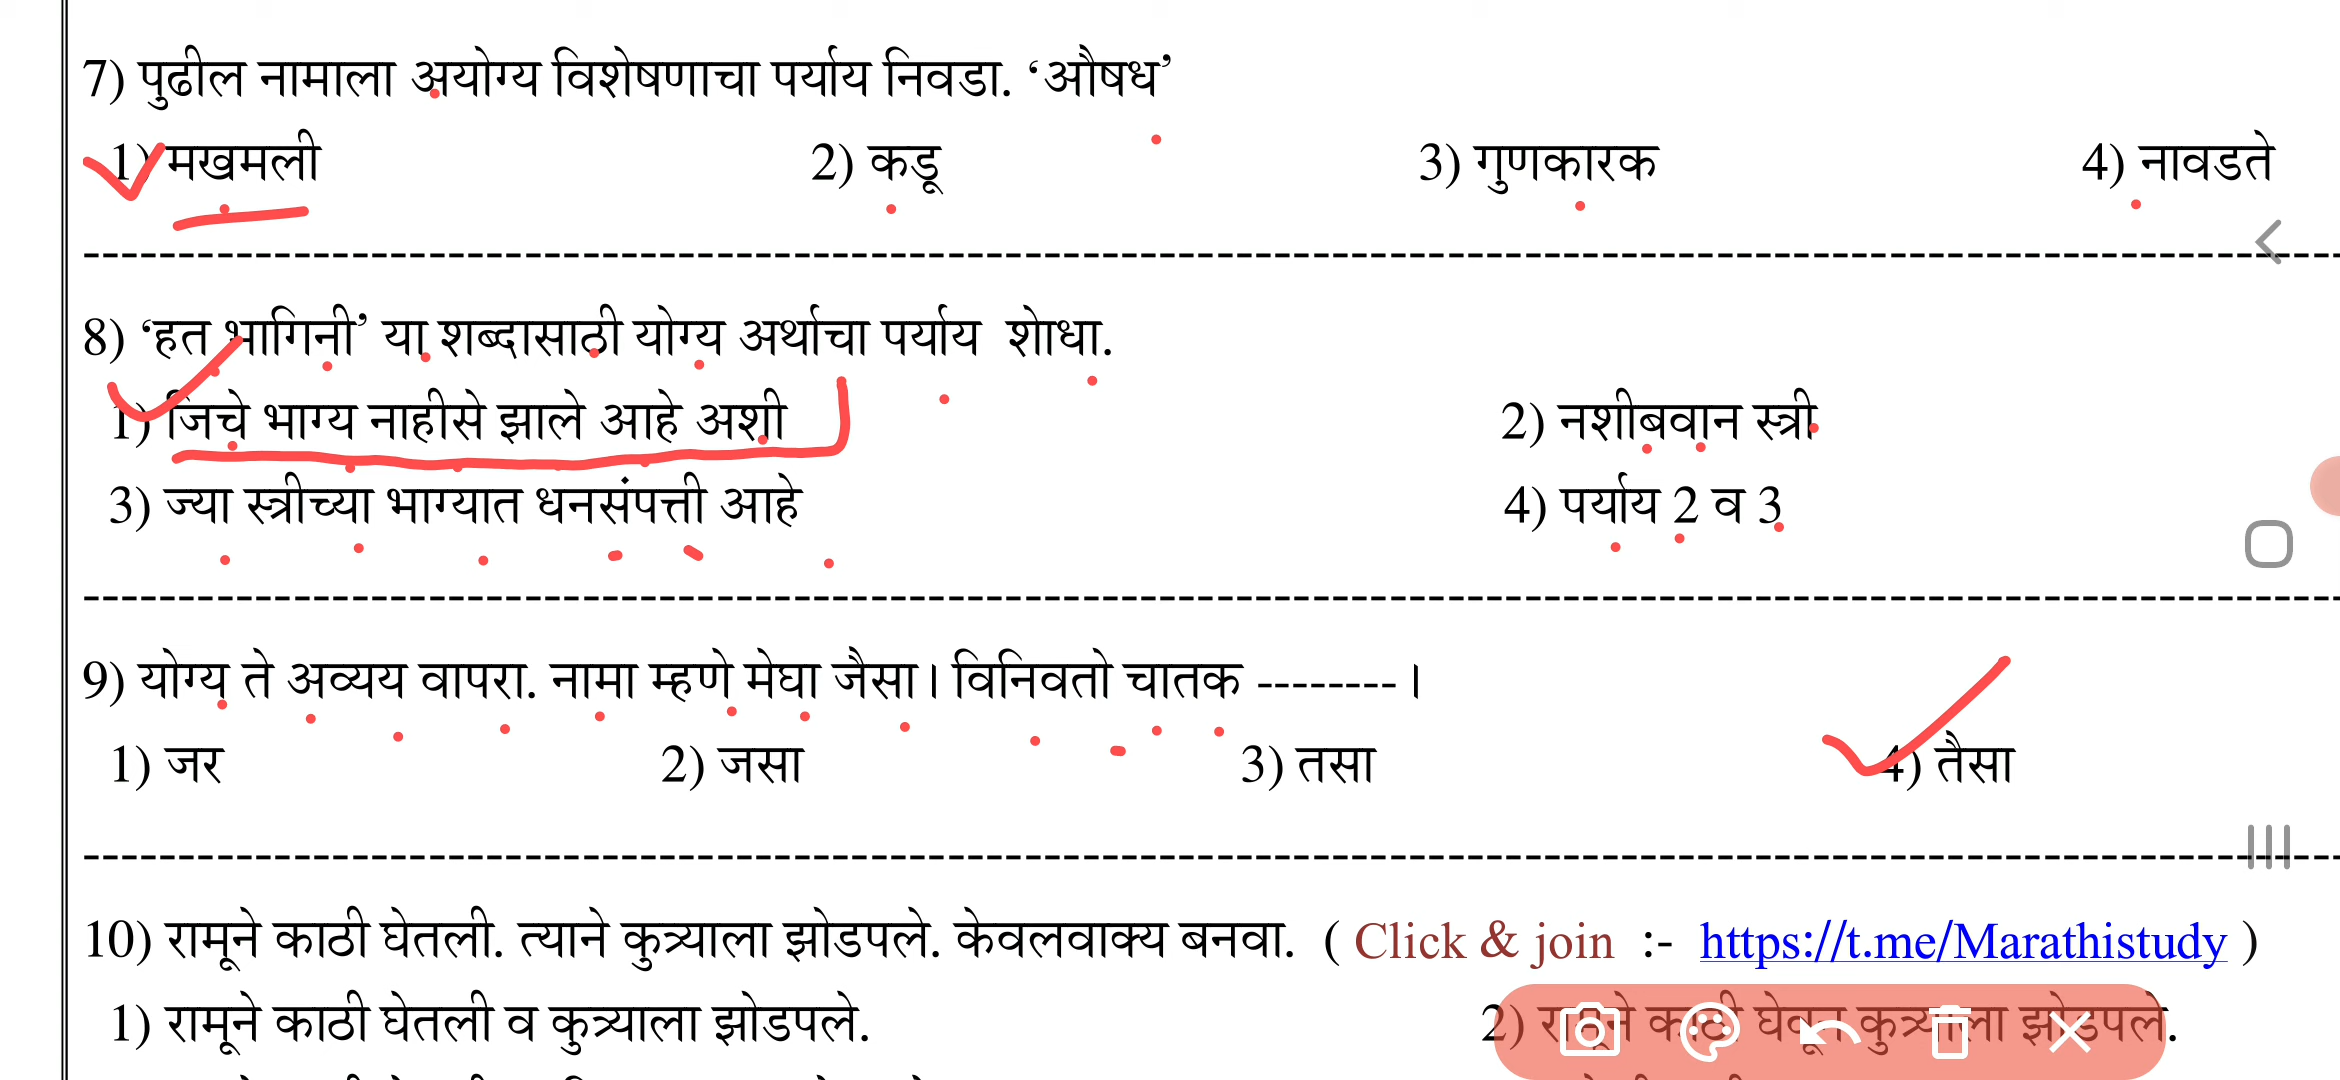 7) पुढील नामाला अयोग्य विशेषणाचा पर्याय निवडा. ‘औषध’
1) मखमली 2) कडू 3) गुणकारक 4) नावडते
8) ‘हत भागिनी’ या शब्दासाठी योग्य अर्थाचा पर्याय शोधा.
1) जिचे भाग्य नाहीसे झाले आहे अशी 2) नशीबवान स्त्री
3) ज्या स्त्रीच्या भाग्यात धनसंपत्ती आहे 4) पर्याय 2 व 3
9) योग्य ते अव्यय वापरा. नामा म्हणे मेघा जैसा। विनिवतो चातक --------।
1) जर 2) जसा 3) तसा 4) तैसा
10) रामूने काठी घेतली. त्याने कुत्र्याला झोडपले. केवलवाक्य बनवा. ( Click & join :- https://t.me/Marathistudy )
1) रामूने काठी घेतली व कुत्र्याला झोडपले. 2) रामूने काठी घेवून कुत्र्याला झोडपले.